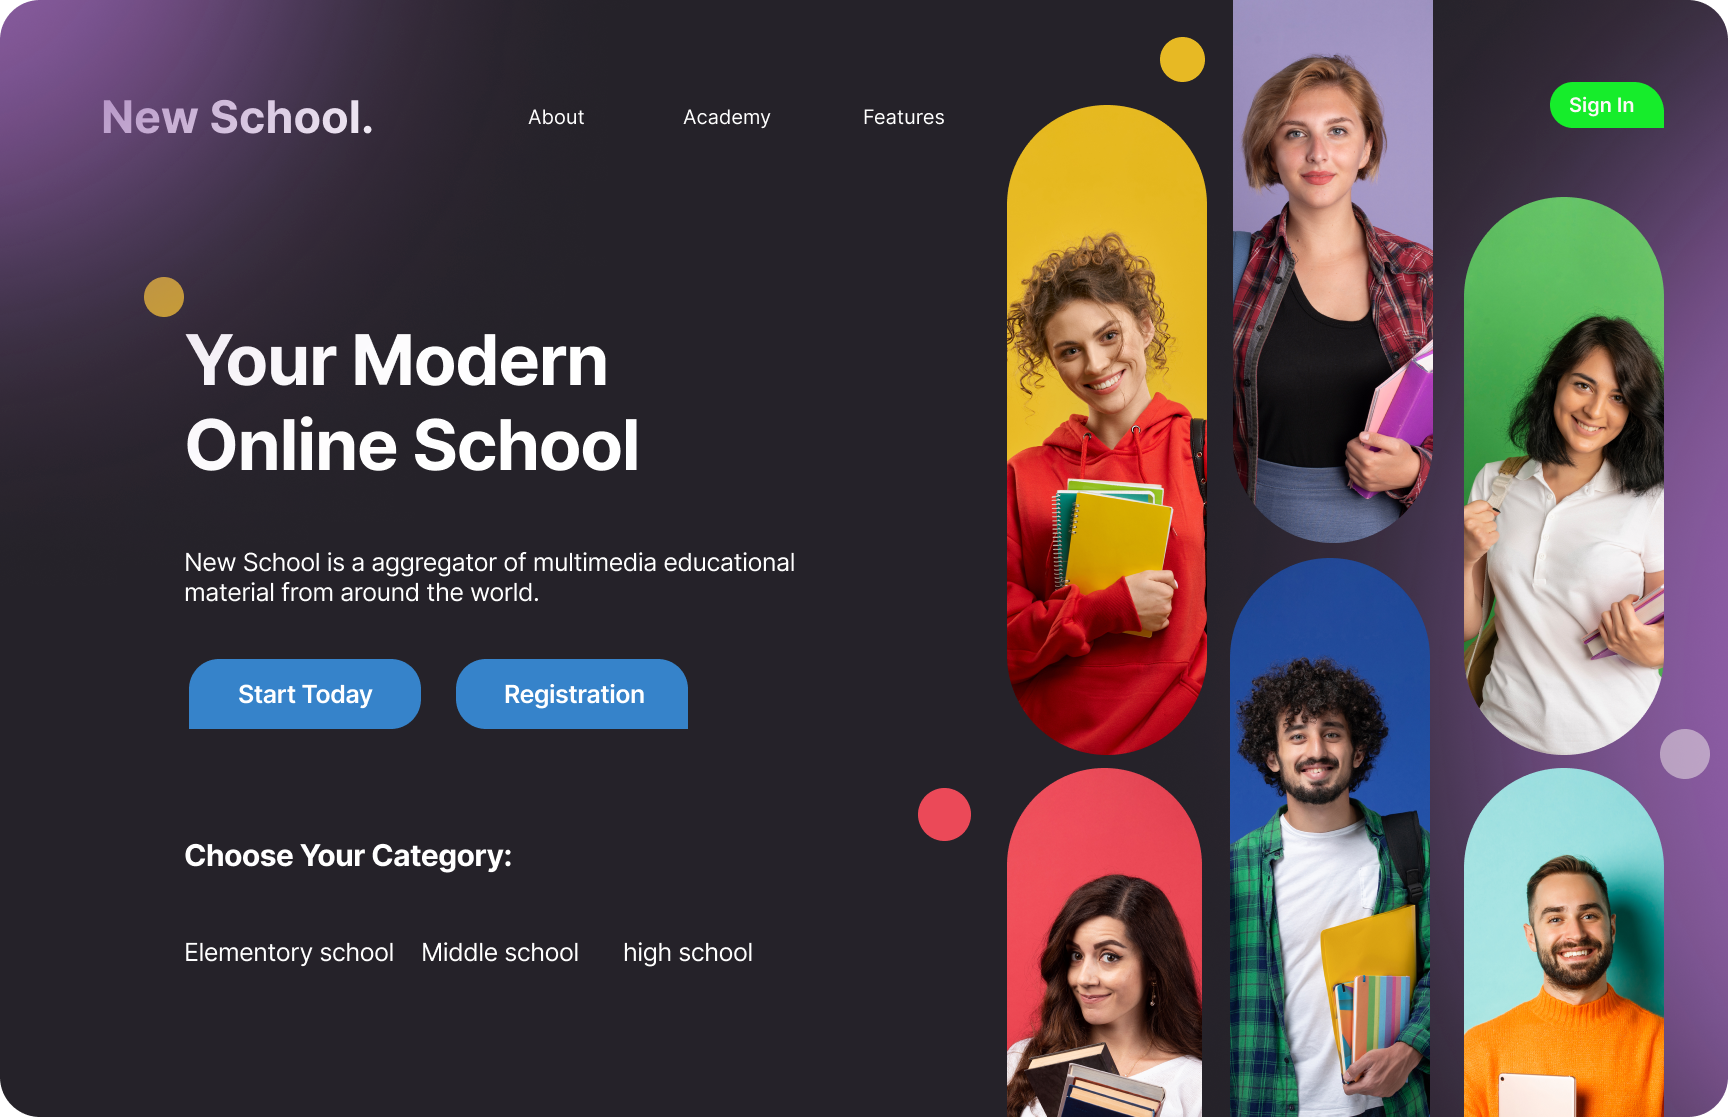 New School.
About
Academy
Features
Sign In
Your Modern
Online School
New School is a aggregator of multimedia educational
material from around the world.
Start Today
Registration
Choose Your Category:
Elementory school
Middle school
high school